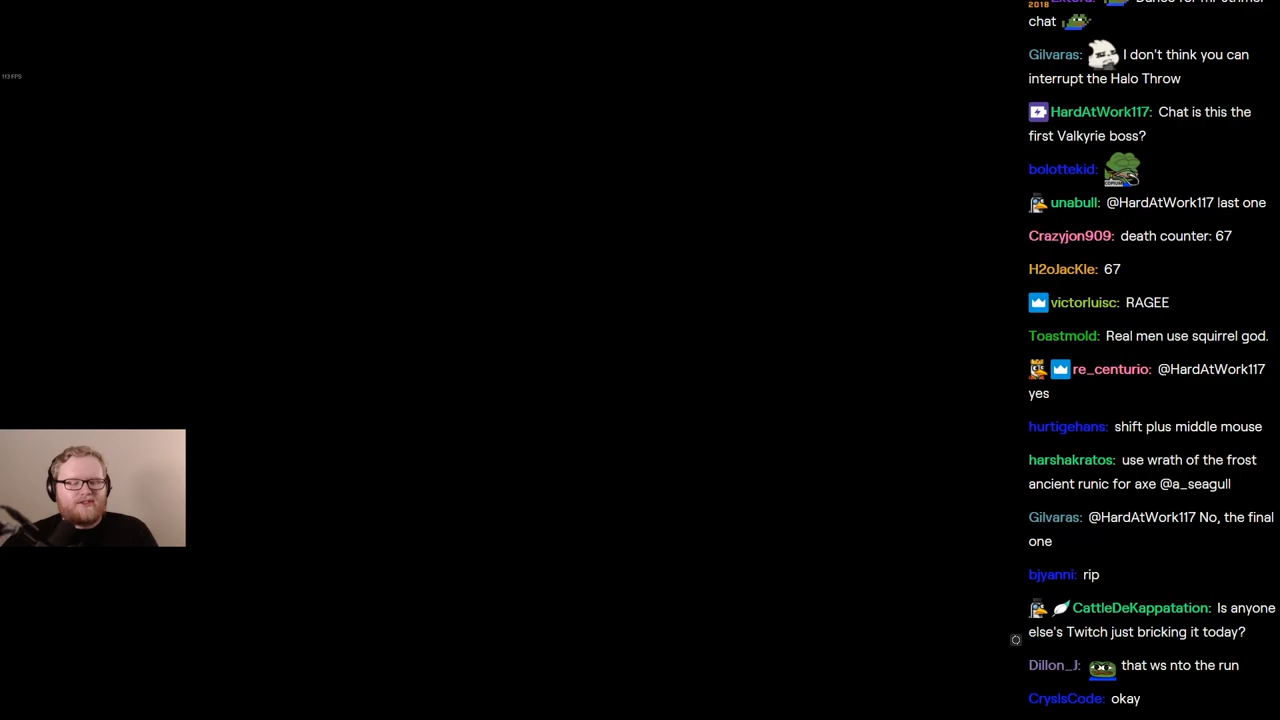 chat
113 FPS
Gilvaras: I don't think you can
interrupt the Halo Throw
HardAtWork117: Chat is this the
first Valkyrie boss?
bolottekid:
unabull: @HardAtWork117 last one
Crazyjon909: death counter: 67
H2oJacKle: 67
victorluisc: RAGEE
Toastmold: Real men use squirrel god.
re_centurio: @HardAtWork117
yes
hurtigehans: shift plus middle mouse
harshakratos: use wrath of the frost
ancient runic for axe @a_seagull
Gilvaras: @HardAtWork117 No, the final
one
bjyanni: rip
CattleDeKappatation: Is anyone
else's Twitch just bricking it today?
Dillon_J: that ws nto the run
CryslsCode: okay